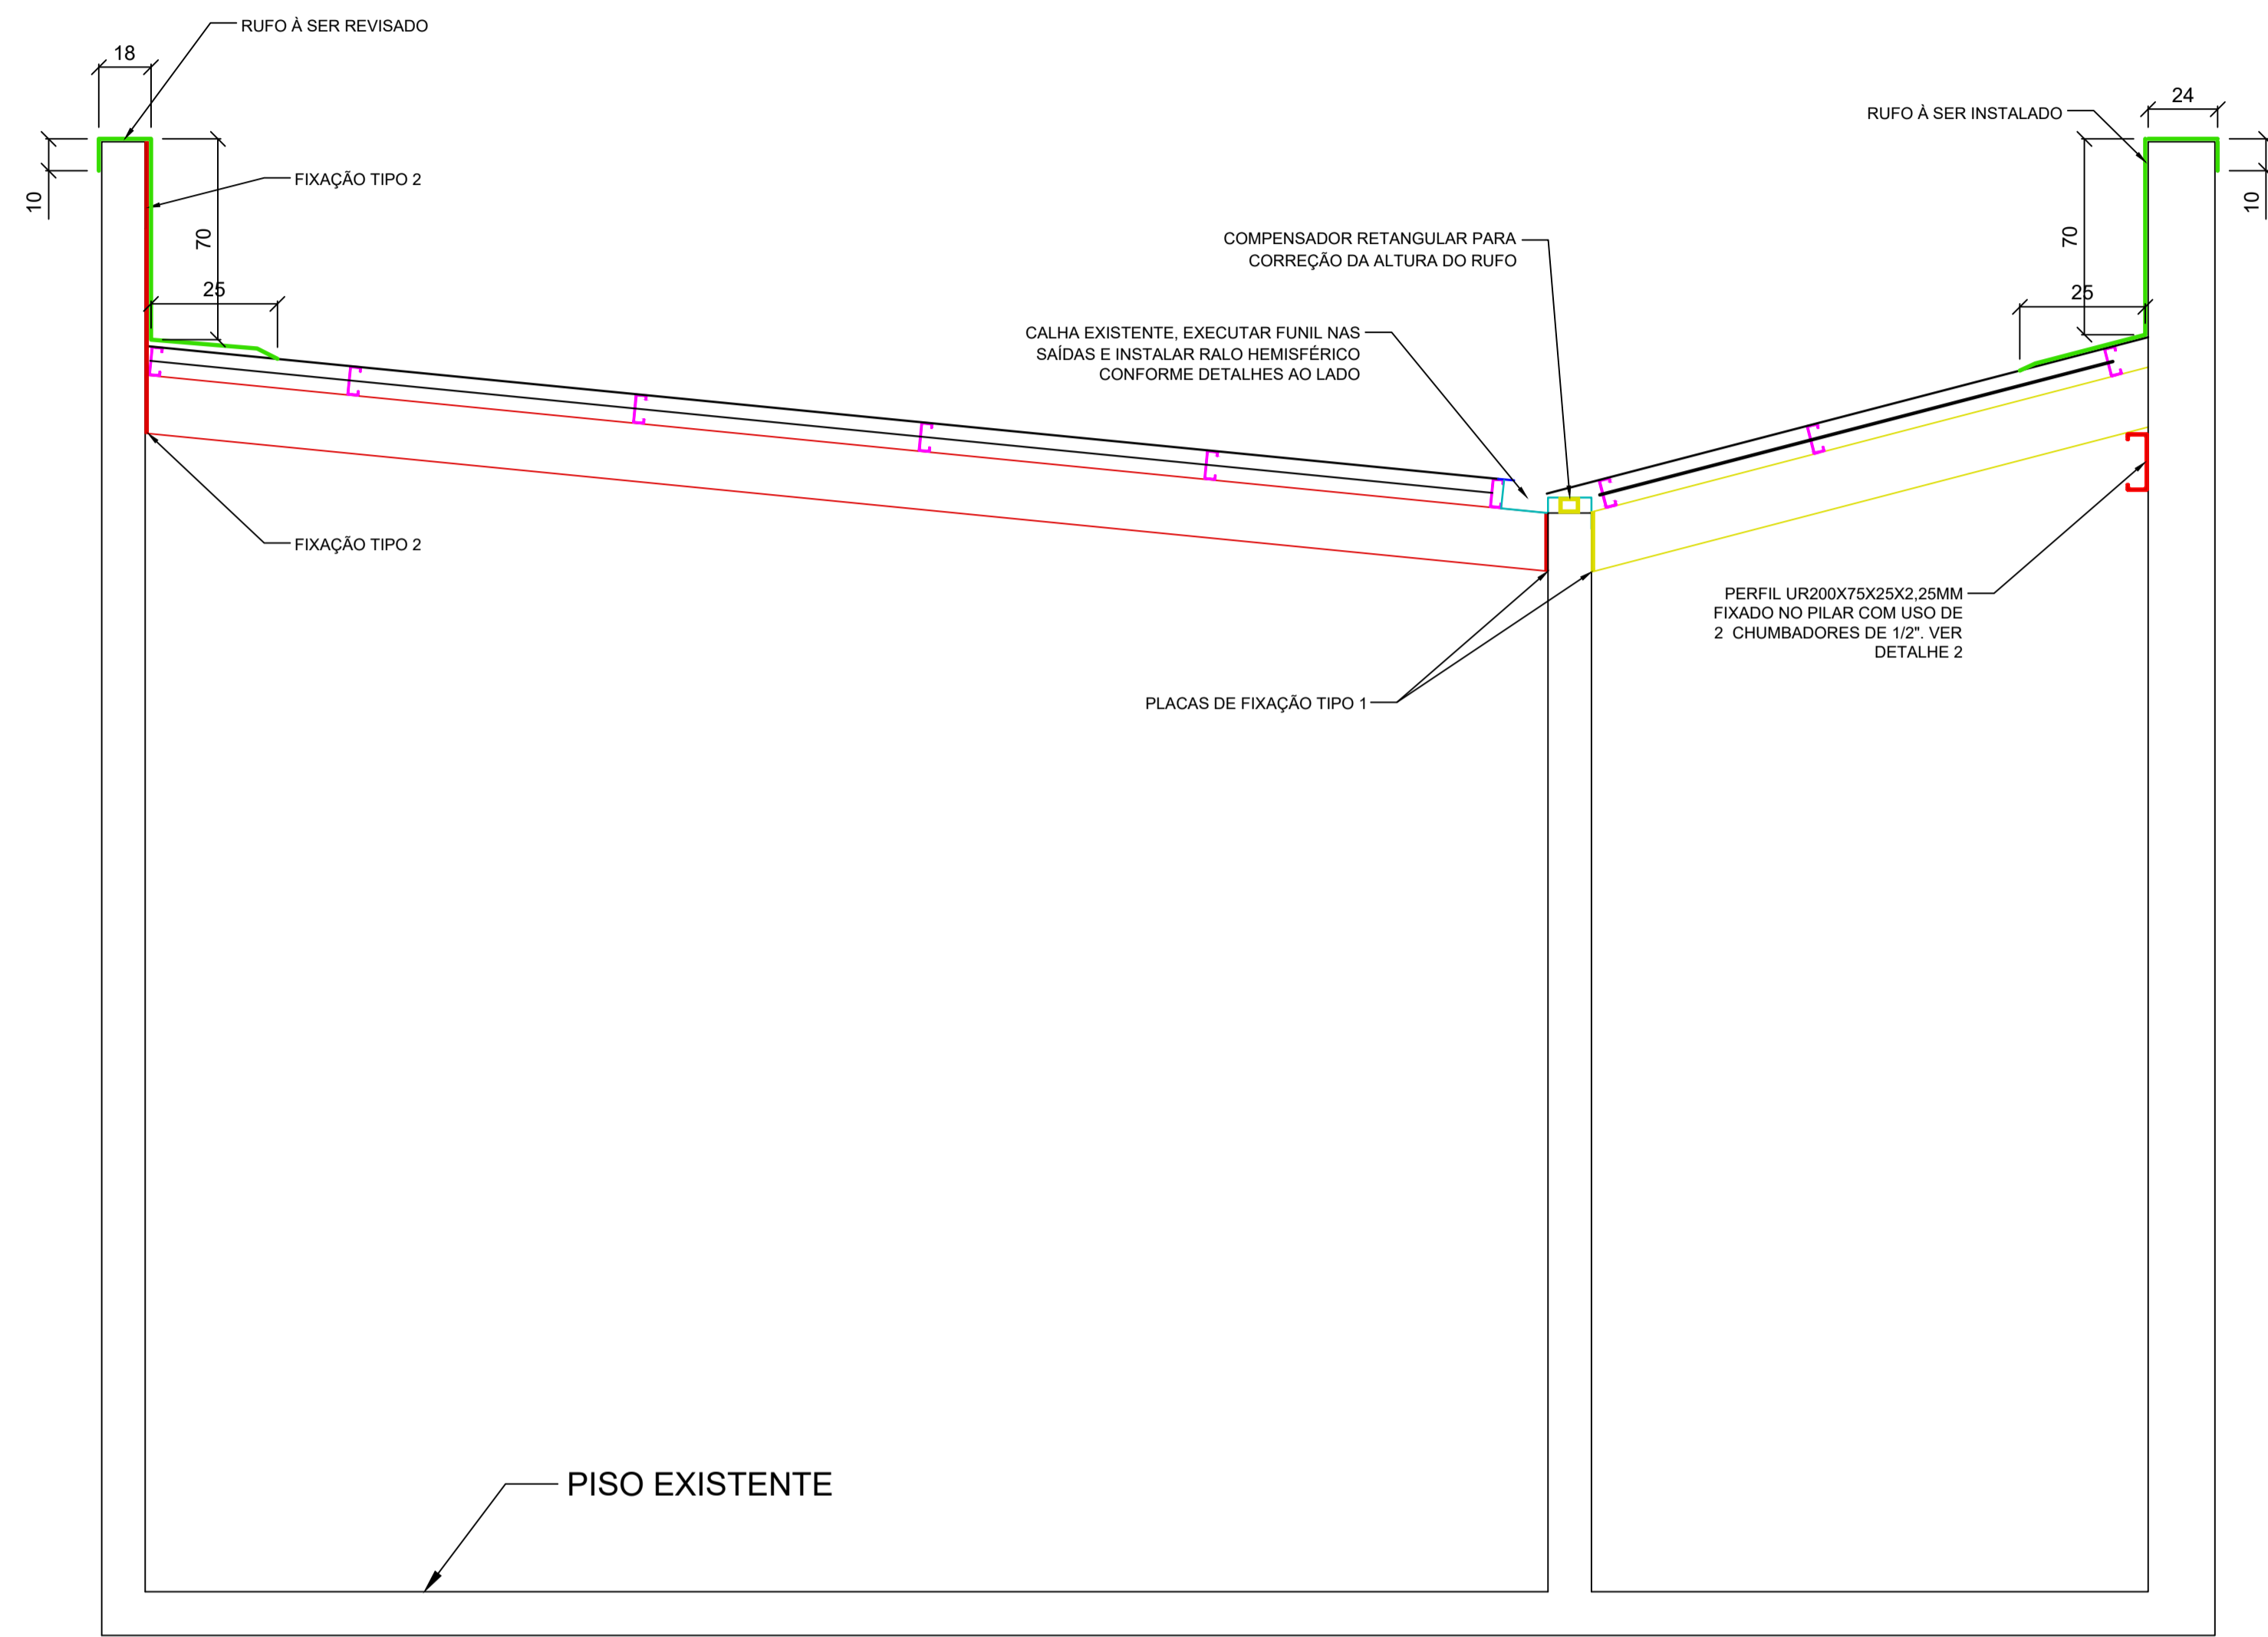 RUFO À SER REVISADO
18
10
70
FIXAÇÃO TIPO 2
25
RUFO À SER INSTALADO
24
10
70
25
COMPENSADOR RETANGULAR PARA
CORREÇÃO DA ALTURA DO RUFO
CALHA EXISTENTE, EXECUTAR FUNIL NAS
SAÍDAS E INSTALAR RALO HEMISFÉRICO
CONFORME DETALHES AO LADO
FIXAÇÃO TIPO 2
PERFIL UR200X75X25X2,25MM
FIXADO NO PILAR COM USO DE
2 CHUMBADORES DE 1/2". VER
DETALHE 2
PLACAS DE FIXAÇÃO TIPO 1
PISO EXISTENTE